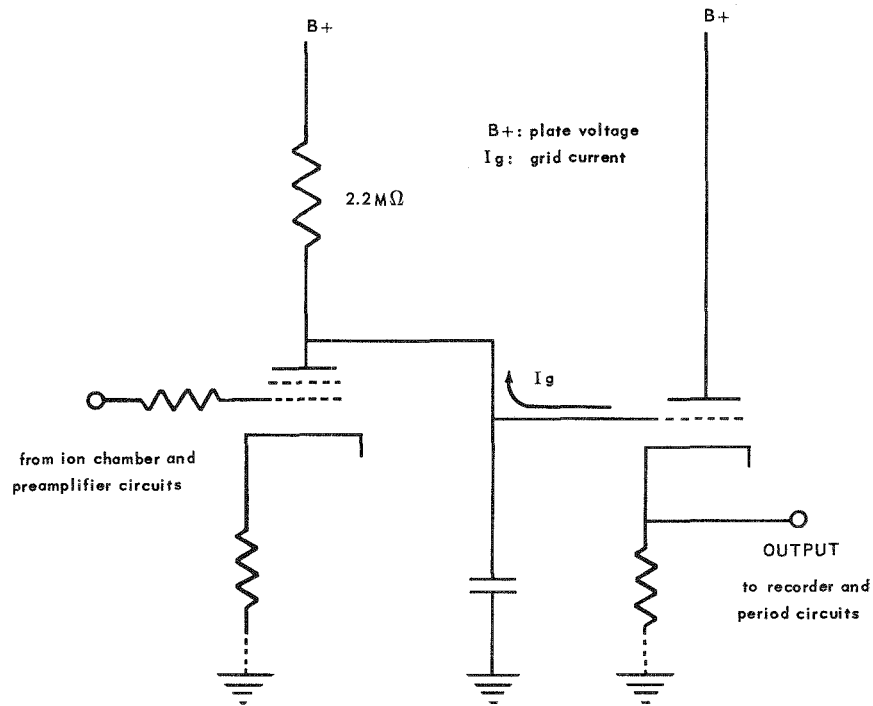 B+
B+
B+: plate voltage
Ig: grid current
2.2MΩ
Ig
from ion chamber and
preamplifier circuits
OUTPUT
to recorder and
period circuits